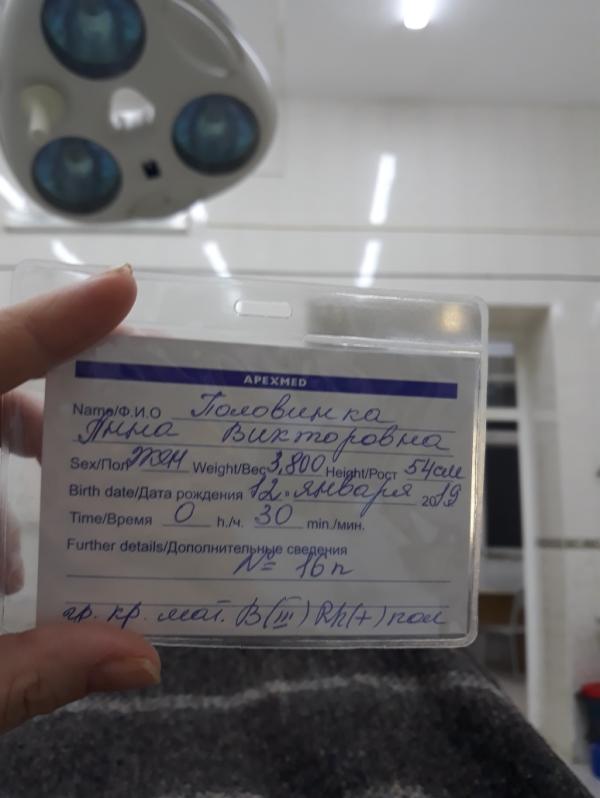 APEXMED
Name/Ф.И.О Половинка
Анна Викторовна
Sex/Пол жен Weight/Вес 3,800 Height/Рост 54см
Birth date/Дата рождения 12. января 2019
Time/Время 0 h./ч. 30 min./мин.
Further details/Дополнительные сведения
№ 16п
гр. кр. мат. В(III) Rh(+) пол